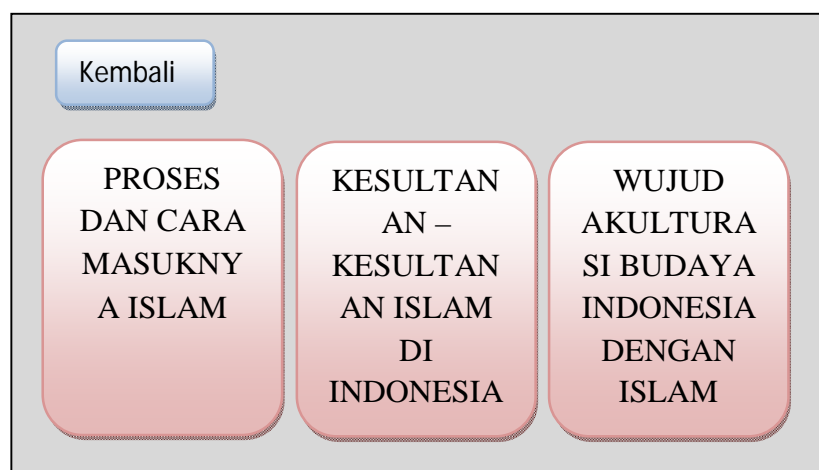 Kembali
PROSES
DAN CARA
MASUKNY
A ISLAM
KESULTAN
AN –
KESULTAN
AN ISLAM
DI
INDONESIA
WUJUD
AKULTURA
SI BUDAYA
INDONESIA
DENGAN
ISLAM